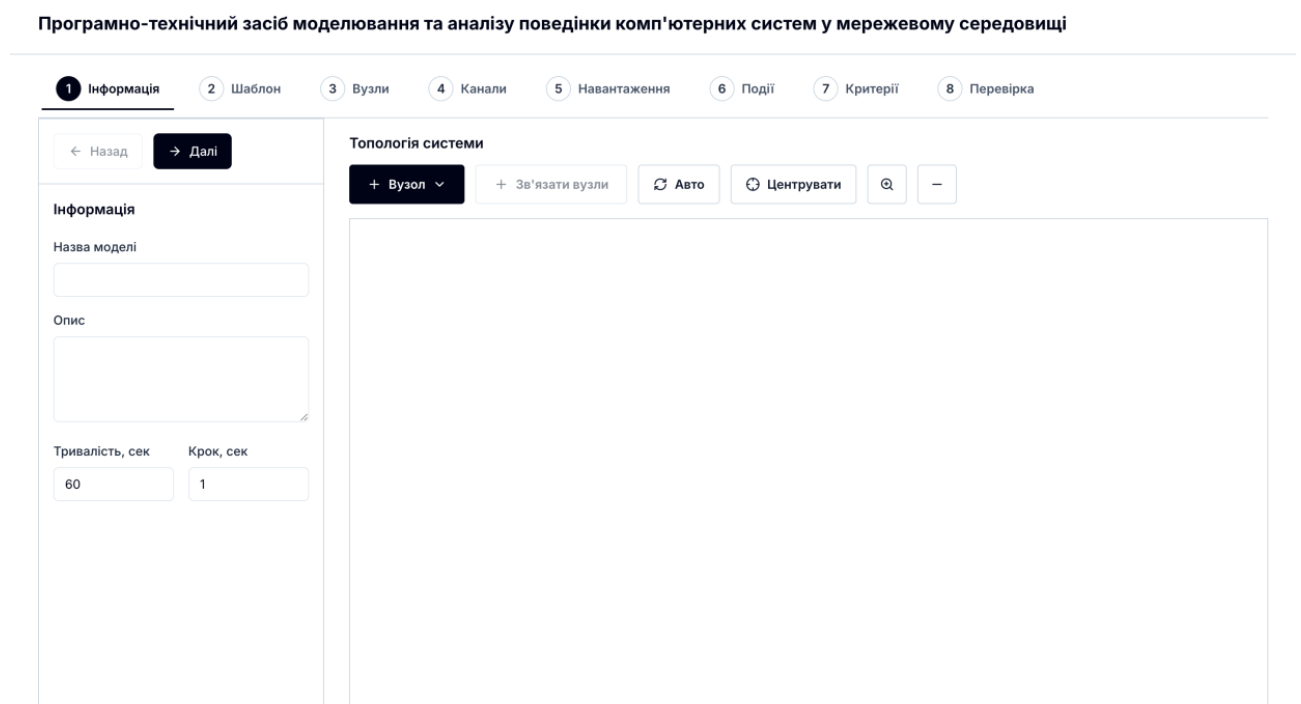 Програмно-технічний засіб моделювання та аналізу поведінки комп'ютерних систем у мережевому середовищі
1 Інформація 2 Шаблон 3 Вузли 4 Канали 5 Навантаження 6 Події 7 Критерії 8 Перевірка
← Назад → Далі
Інформація
Назва моделі
Опис
Тривалість, сек Крок, сек
60 1
Топологія системи
+ Вузол + Зв'язати вузли Авто Центрувати